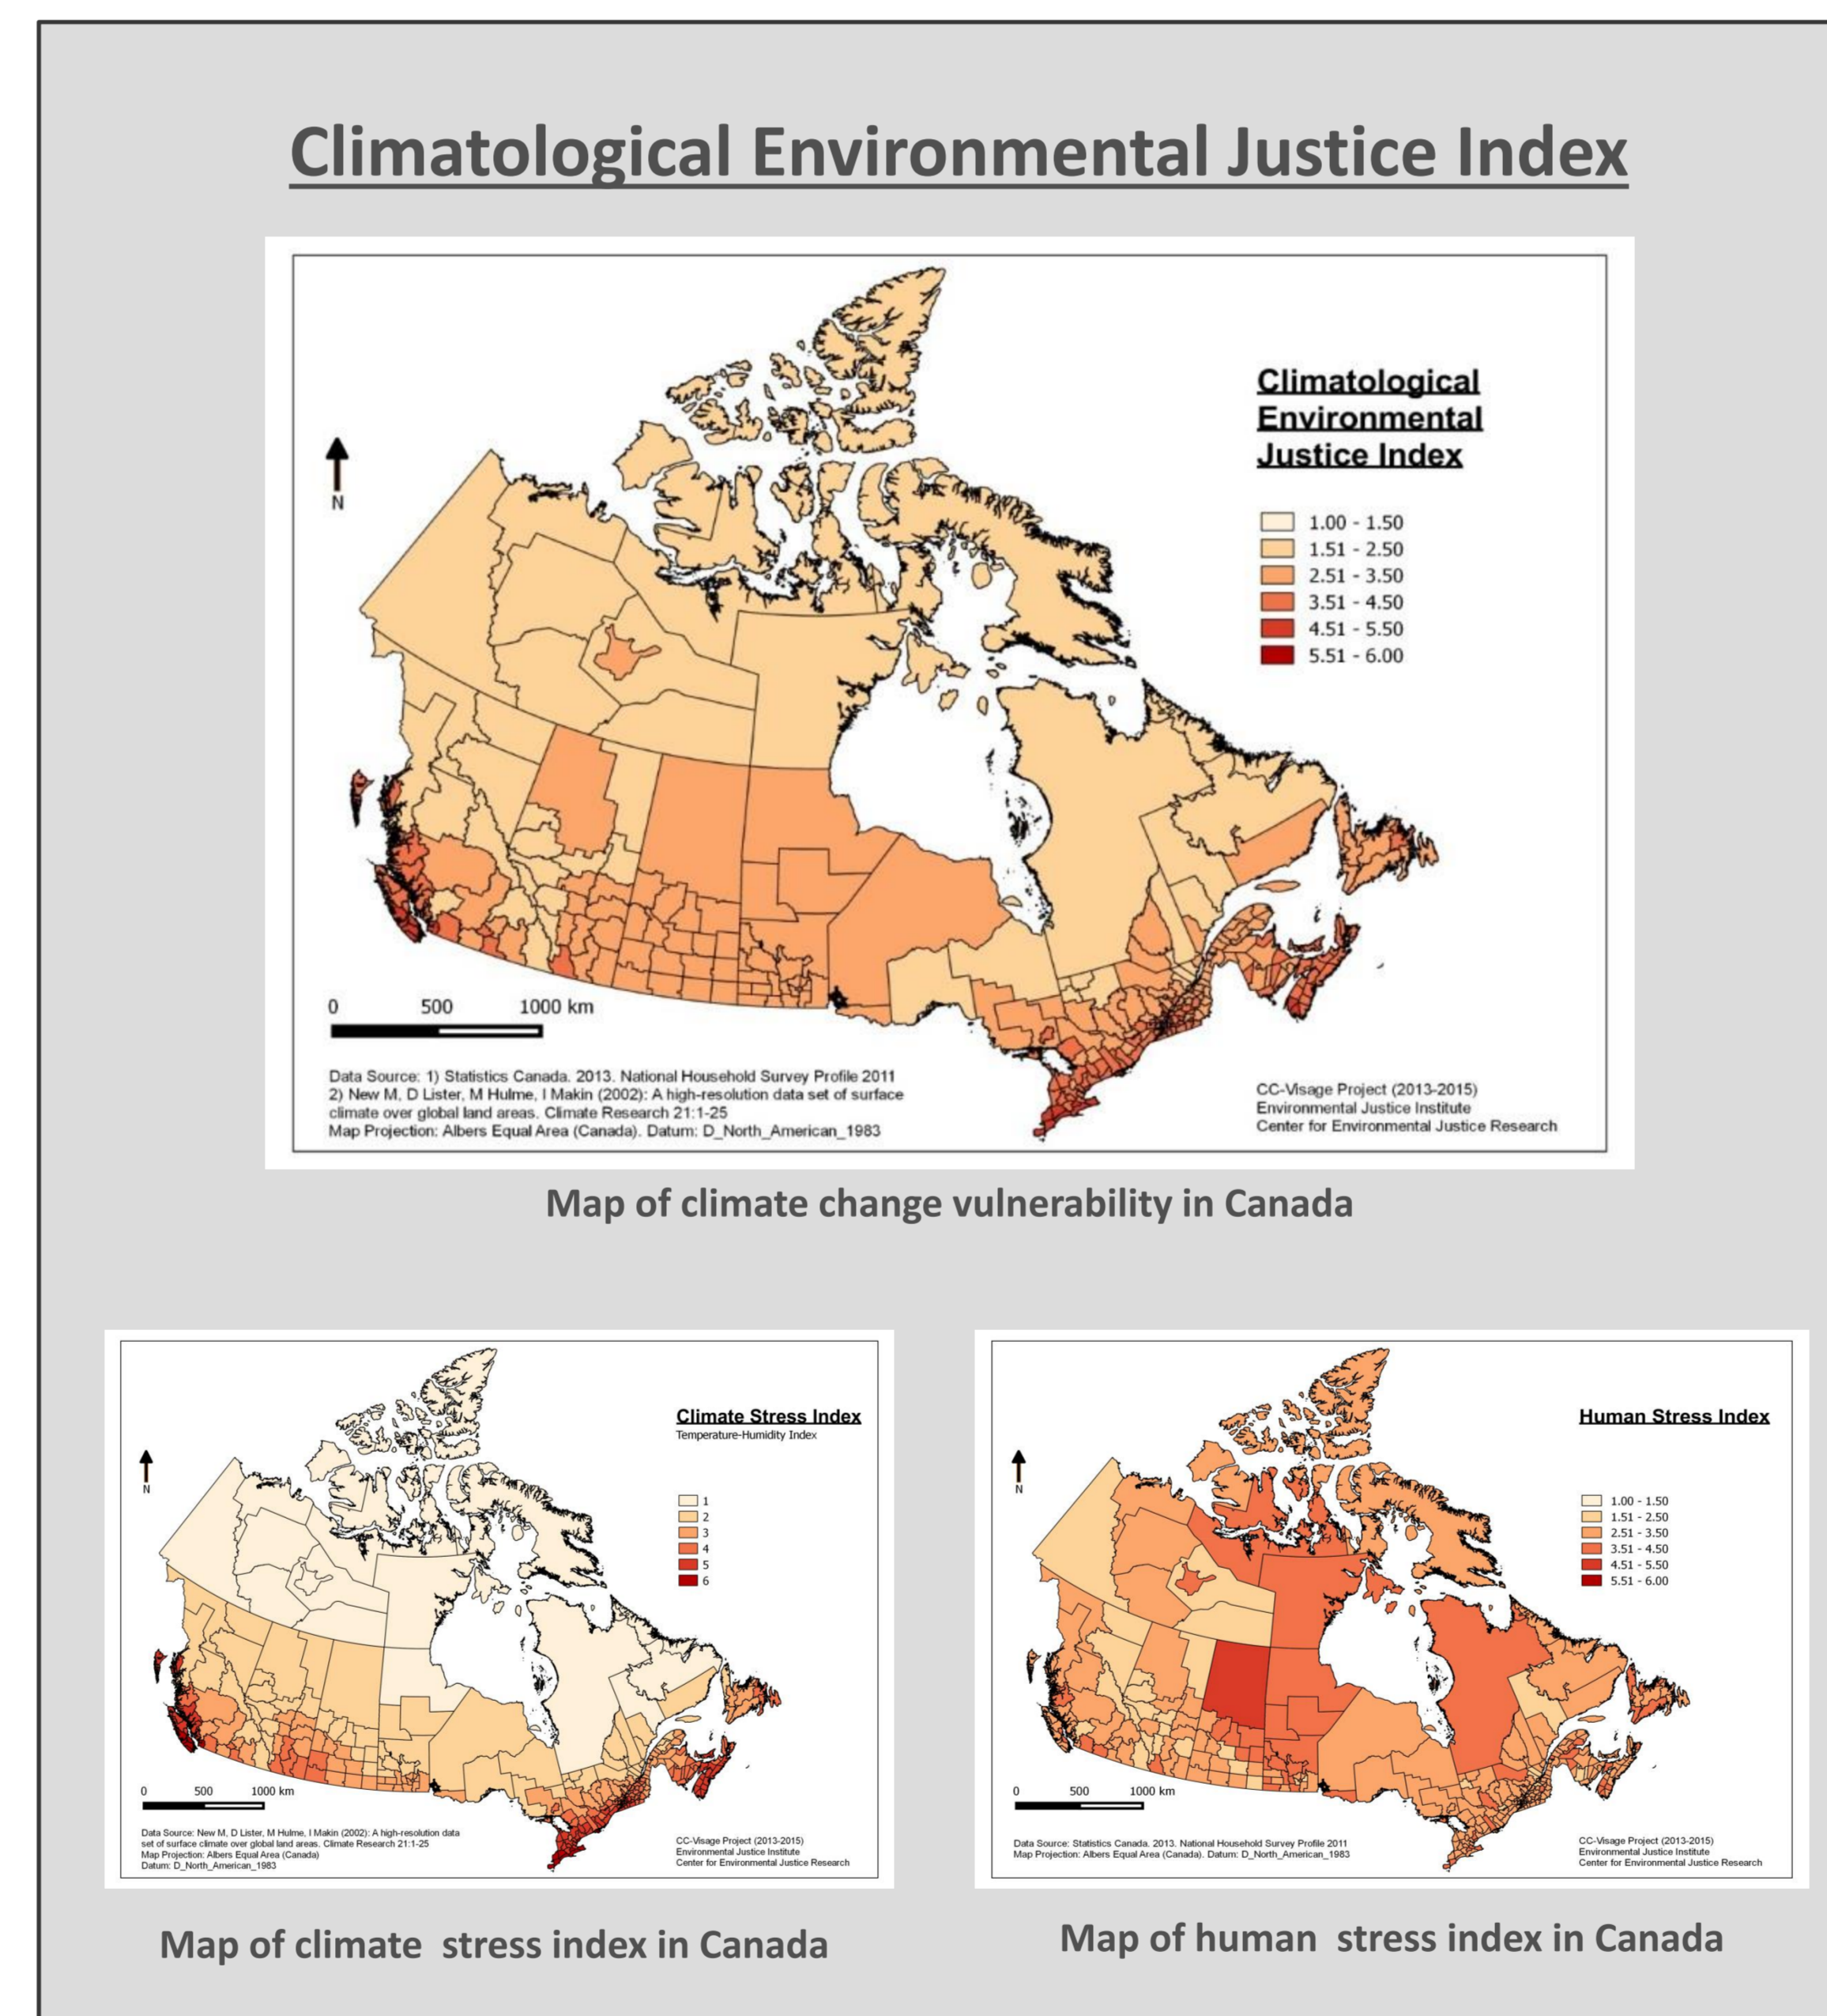 Climatological Environmental Justice Index
Climatological
Environmental
Justice Index
1.00 - 1.50
1.51 - 2.50
2.51 - 3.50
3.51 - 4.50
4.51 - 5.50
5.51 - 6.00
N
0 500 1000 km
Data Source: 1) Statistics Canada. 2013. National Household Survey Profile 2011
2) New M, D Lister, M Hulme, I Makin (2002): A high-resolution data set of surface
climate over global land areas. Climate Research 21:1-25
Map Projection: Albers Equal Area (Canada). Datum: D_North_American_1983
CC-Visage Project (2013-2015)
Environmental Justice Institute
Center for Environmental Justice Research
Map of climate change vulnerability in Canada
Climate Stress Index
Temperature-Humidity Index
N
1
2
3
4
5
6
0 500 1000 km
Data Source: New M, D Lister, M Hulme, I Makin (2002): A high-resolution data
set of surface climate over global land areas. Climate Research 21:1-25
Map Projection: Albers Equal Area (Canada)
Datum: D_North_American_1983
CC-Visage Project (2013-2015)
Environmental Justice Institute
Center for Environmental Justice Research
Map of climate stress index in Canada
Human Stress Index
N
1.00 - 1.50
1.51 - 2.50
2.51 - 3.50
3.51 - 4.50
4.51 - 5.50
5.51 - 6.00
0 500 1000 km
Data Source: Statistics Canada. 2013. National Household Survey Profile 2011
Map Projection: Albers Equal Area (Canada). Datum: D_North_American_1983
CC-Visage Project (2013-2015)
Environmental Justice Institute
Center for Environmental Justice Research
Map of human stress index in Canada